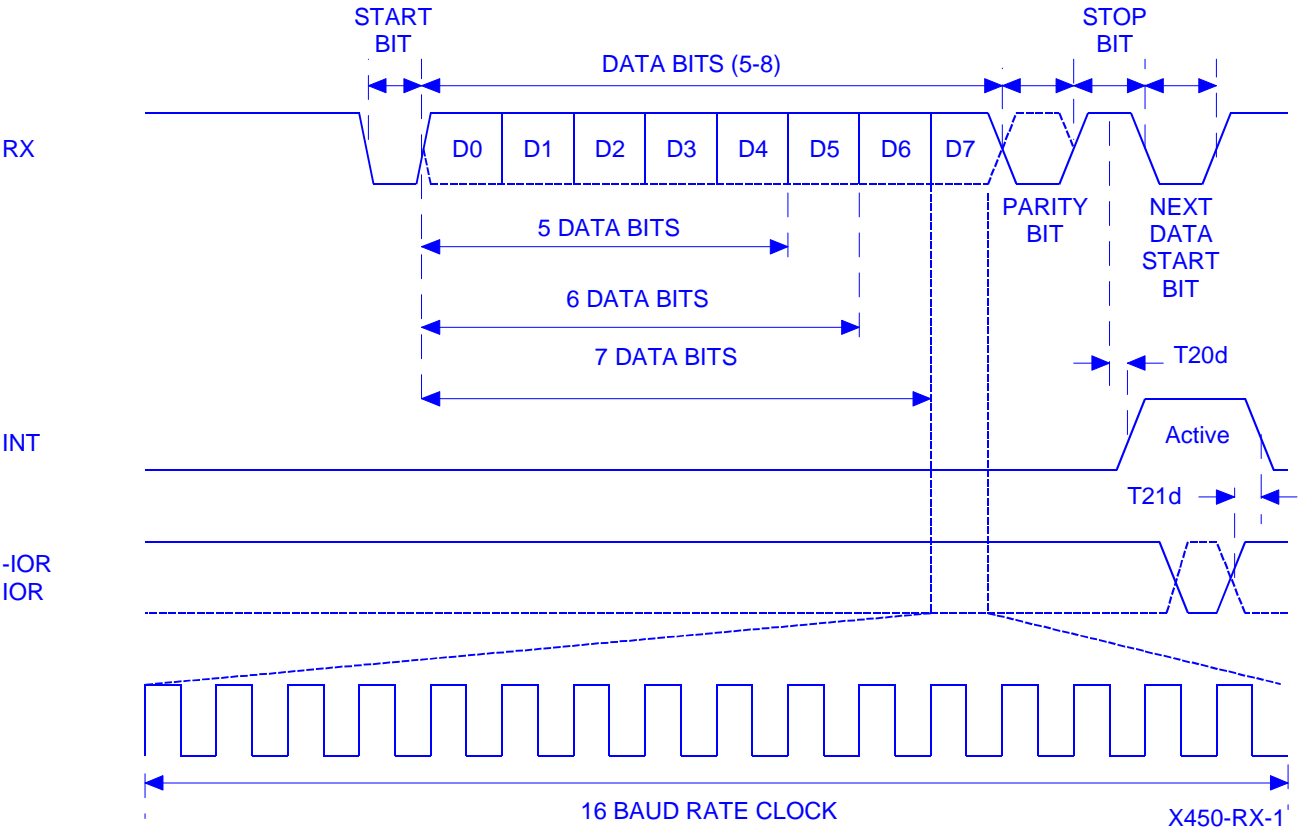 START
BIT
STOP
BIT
DATA BITS (5-8)
RX
D0 D1 D2 D3 D4 D5 D6 D7
PARITY
BIT
NEXT
DATA
START
BIT
5 DATA BITS
6 DATA BITS
7 DATA BITS
T20d
INT
Active
T21d
-IOR
IOR
16 BAUD RATE CLOCK
X450-RX-1